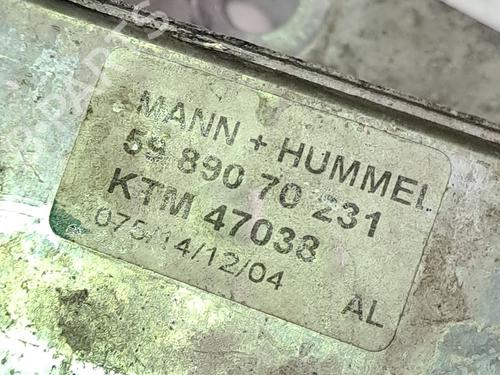 MANN + HUMMEL
59 890 70 231
KTM 47038
075/14/12/04
AL